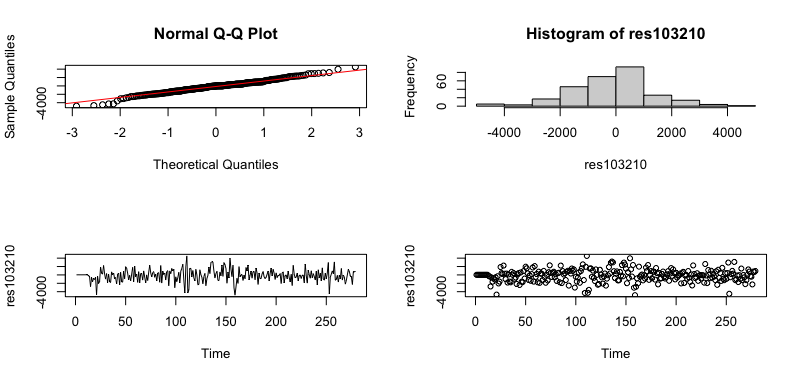 Normal Q-Q Plot
Sample Quantiles
-4000
-3 -2 -1 0 1 2 3
Theoretical Quantiles
Histogram of res103210
Frequency
0 60
-4000 -2000 0 2000 4000
res103210
res103210
-4000
0 50 100 150 200 250
Time
res103210
-4000
0 50 100 150 200 250
Time